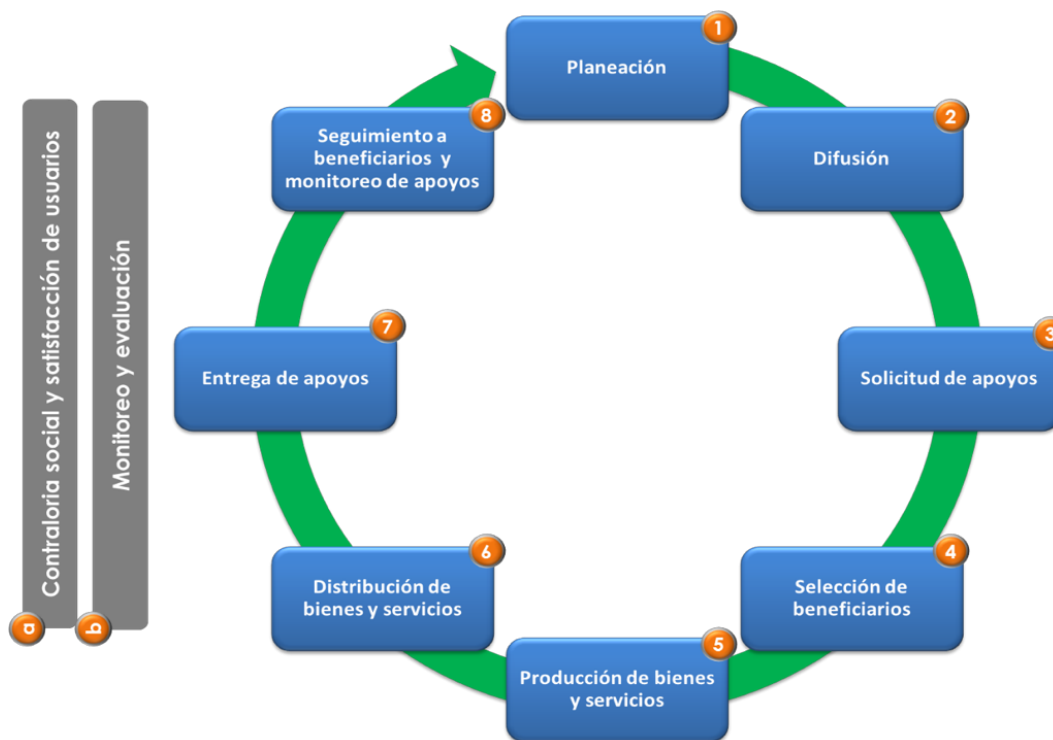 1
Planeación
2
Difusión
3
Solicitud de apoyos
4
Selección de
beneficiarios
5
Producción de bienes
y servicios
6
Distribución de
bienes y servicios
7
Entrega de apoyos
8
Seguimiento a
beneficiarios y
monitoreo de apoyos
a
Contraloria social y satisfacción de usuarios
b
Monitoreo y evaluación